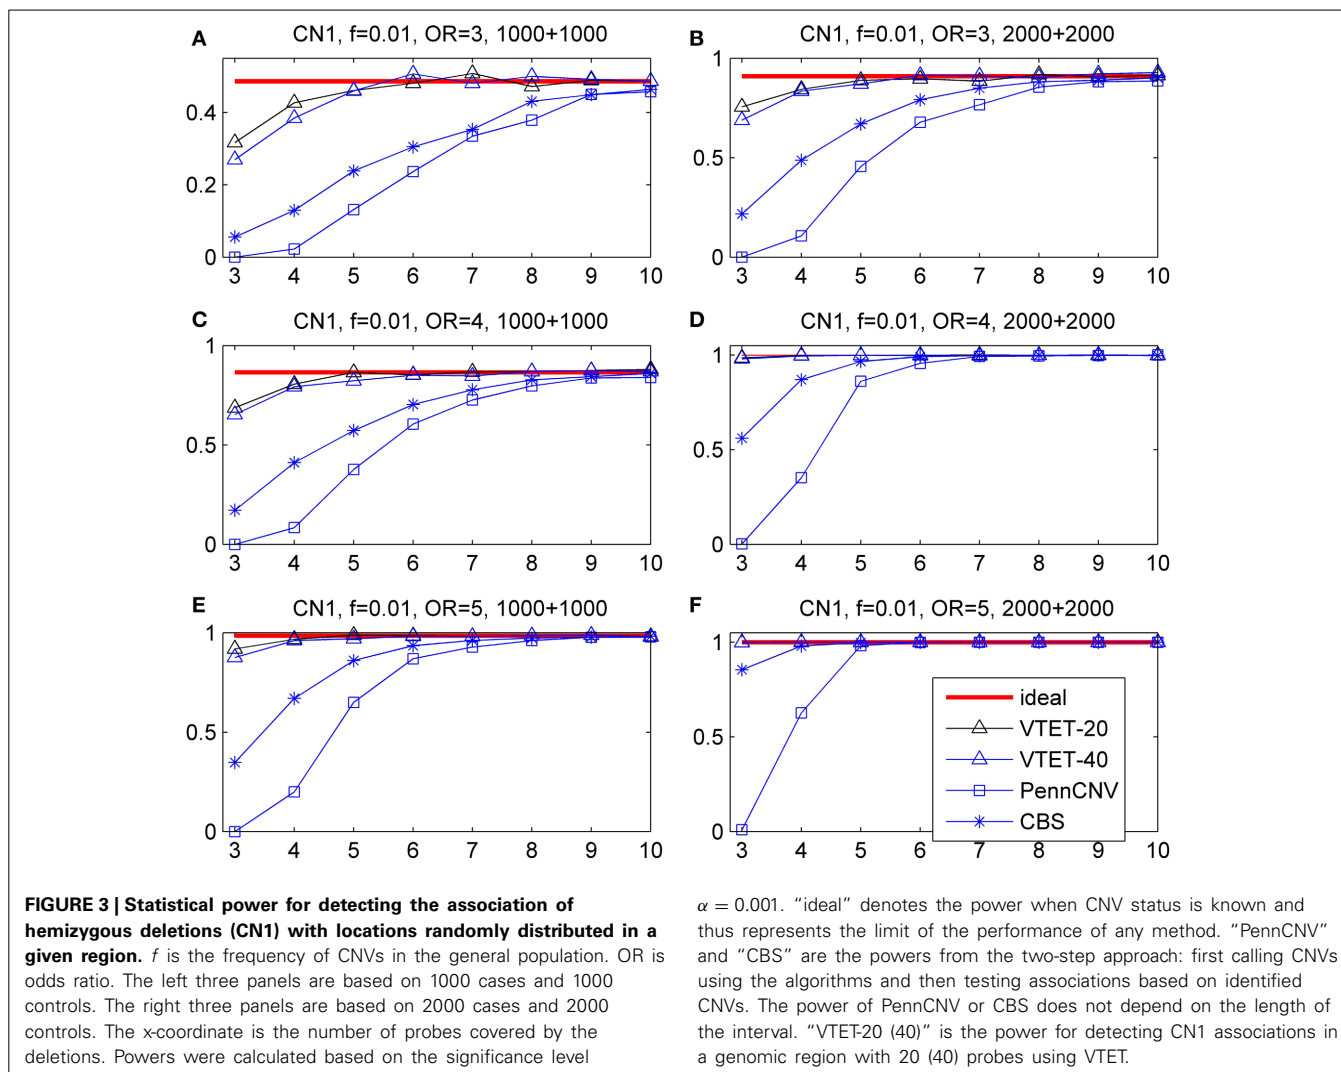 A
CN1, f=0.01, OR=3, 1000+1000
0.4
0.2
0
3 4 5 6 7 8 9 10
B
CN1, f=0.01, OR=3, 2000+2000
1
0.5
0
3 4 5 6 7 8 9 10
C
CN1, f=0.01, OR=4, 1000+1000
1
0.5
0
3 4 5 6 7 8 9 10
D
CN1, f=0.01, OR=4, 2000+2000
1
0.5
0
3 4 5 6 7 8 9 10
E
CN1, f=0.01, OR=5, 1000+1000
1
0.5
0
3 4 5 6 7 8 9 10
F
CN1, f=0.01, OR=5, 2000+2000
1
0.5
0
3 4 5 6 7 8 9 10
ideal
VTET-20
VTET-40
PennCNV
CBS
FIGURE 3 | Statistical power for detecting the association of
hemizygous deletions (CN1) with locations randomly distributed in a
given region. f is the frequency of CNVs in the general population. OR is
odds ratio. The left three panels are based on 1000 cases and 1000
controls. The right three panels are based on 2000 cases and 2000
controls. The x-coordinate is the number of probes covered by the
deletions. Powers were calculated based on the significance level
α = 0.001. "ideal" denotes the power when CNV status is known and
thus represents the limit of the performance of any method. "PennCNV"
and "CBS" are the powers from the two-step approach: first calling CNVs
using the algorithms and then testing associations based on identified
CNVs. The power of PennCNV or CBS does not depend on the length of
the interval. "VTET-20 (40)" is the power for detecting CN1 associations in
a genomic region with 20 (40) probes using VTET.